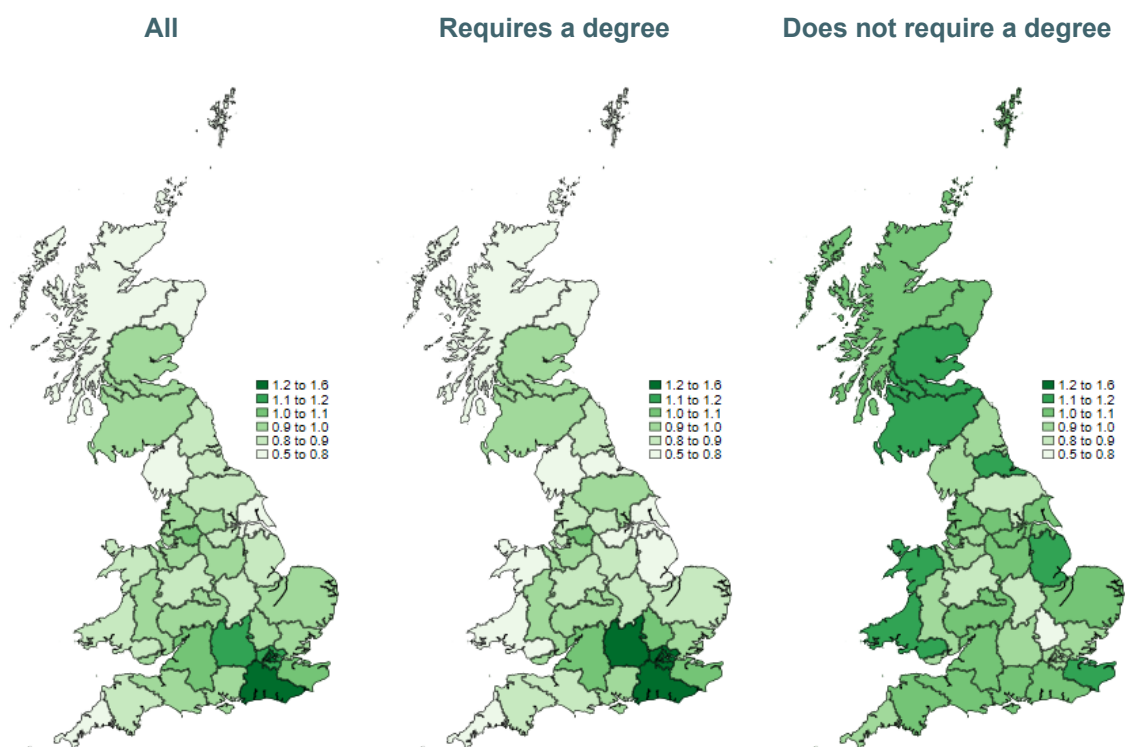 All
Requires a degree
Does not require a degree
1.2 to 1.6
1.1 to 1.2
1.0 to 1.1
0.9 to 1.0
0.8 to 0.9
0.5 to 0.8
1.2 to 1.6
1.1 to 1.2
1.0 to 1.1
0.9 to 1.0
0.8 to 0.9
0.5 to 0.8
1.2 to 1.6
1.1 to 1.2
1.0 to 1.1
0.9 to 1.0
0.8 to 0.9
0.5 to 0.8